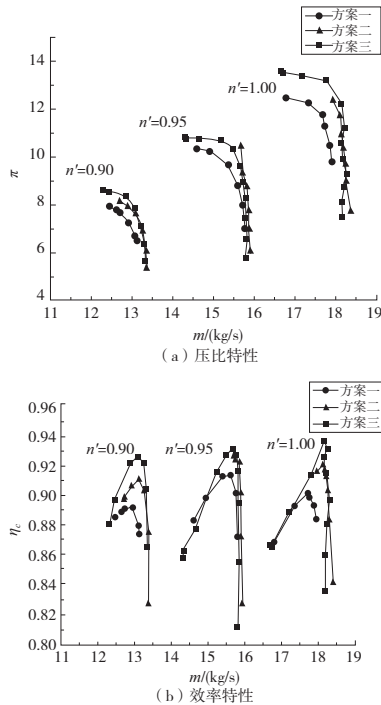 方案一
方案二
方案三
14
12
10
8
6
4
π
n'=0.90
n'=0.95
n'=1.00
11 12 13 14 15 16 17 18 19
m/(kg/s)
（a）压比特性
方案一
方案二
方案三
0.96
0.94
0.92
0.90
0.88
0.86
0.84
0.82
0.80
ηc
n'=0.90
n'=0.95
n'=1.00
11 12 13 14 15 16 17 18 19
m/(kg/s)
（b）效率特性